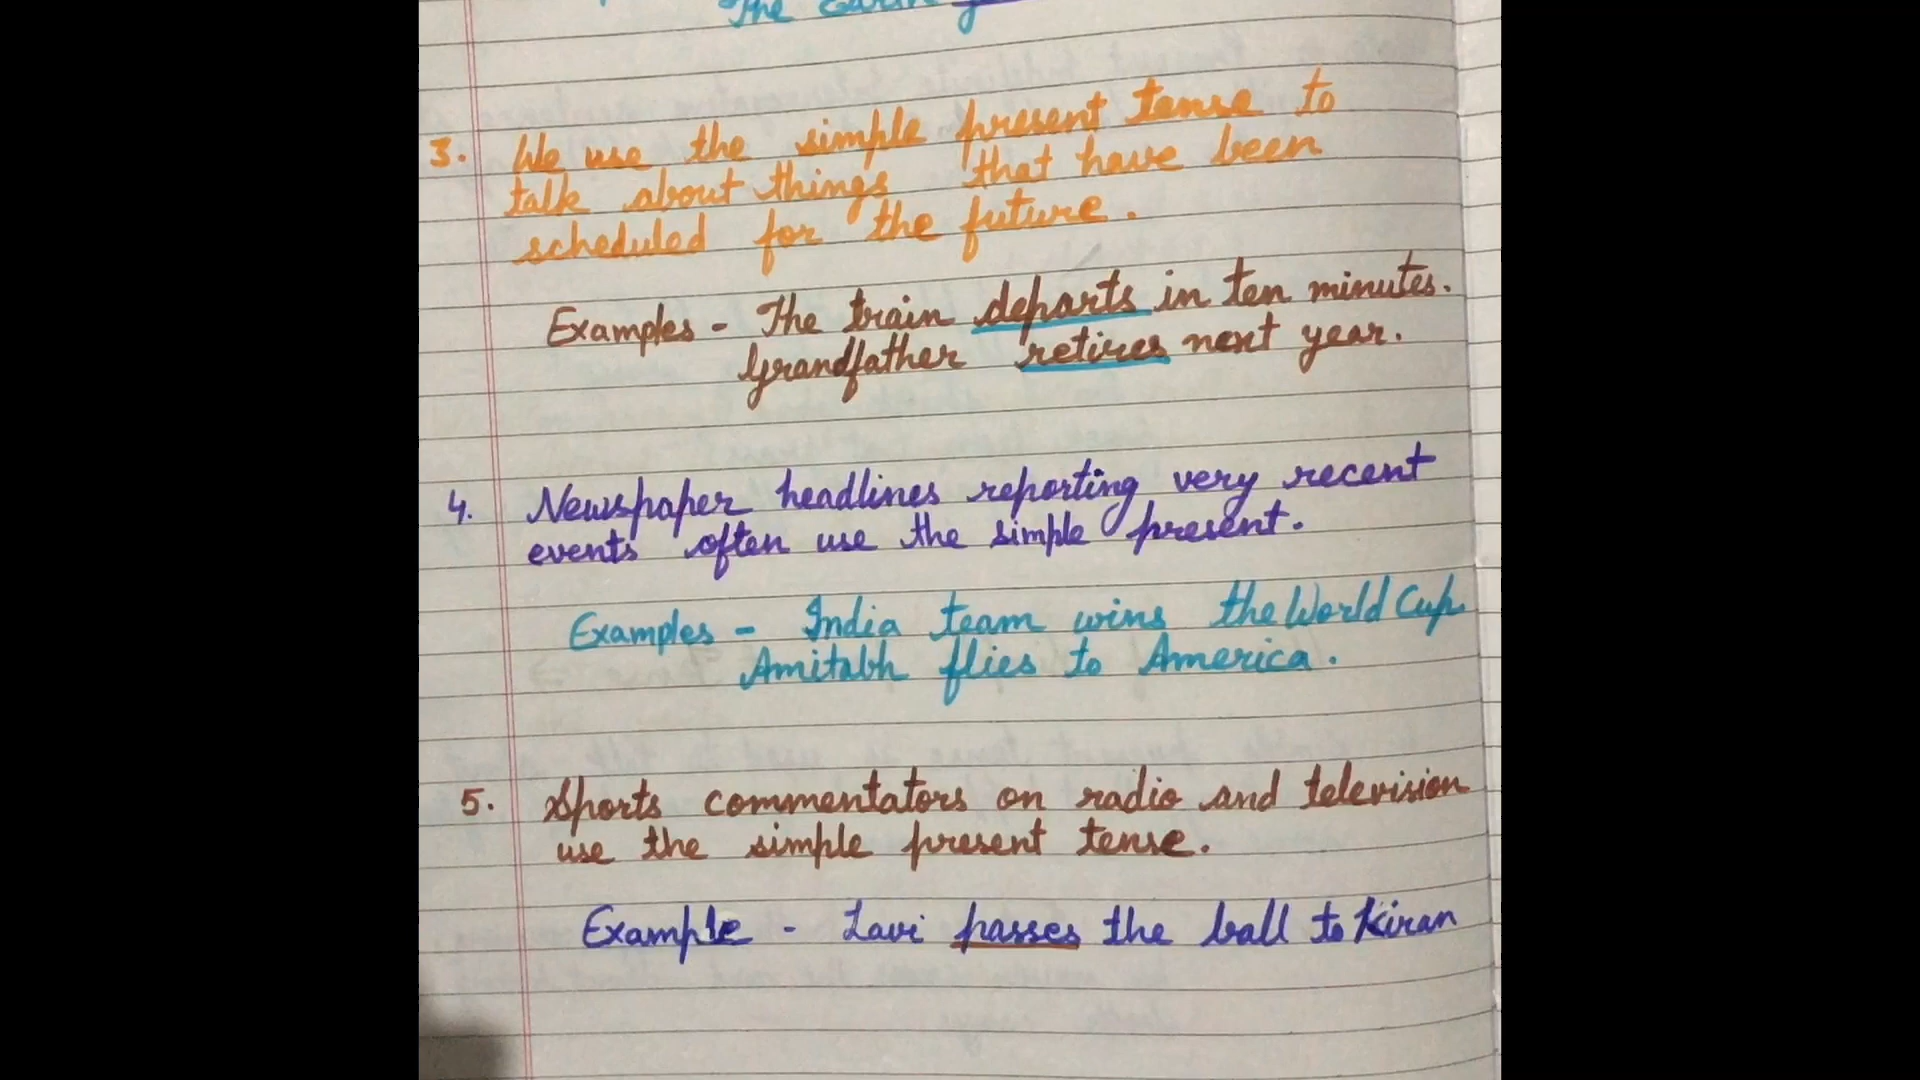 The
3. We use the simple present tense to
talk about things that have been
scheduled for the future.
Examples - The train departs in ten minutes.
Grandfather retires next year.
4. Newspaper headlines reporting very recent
events often use the simple present.
Examples - India team wins the World Cup
Amitabh flies to America.
5. Sports commentators on radio and television
use the simple present tense.
Example - Lavi passes the ball to Kiran